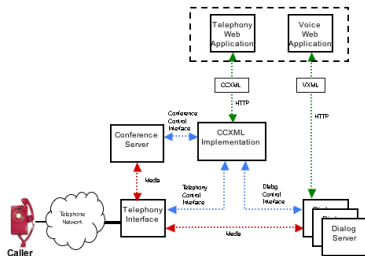 Telephony
Web
Application
Voice
Web
Application
CCXML
VXML
HTTP
HTTP
Conference
Control
Interface
Conference
Server
CCXML
Implementation
Media
Telephony
Control
Interface
Dialog
Control
Interface
Telephone
Network
Telephony
Interface
Media
Dialog
Server
Caller